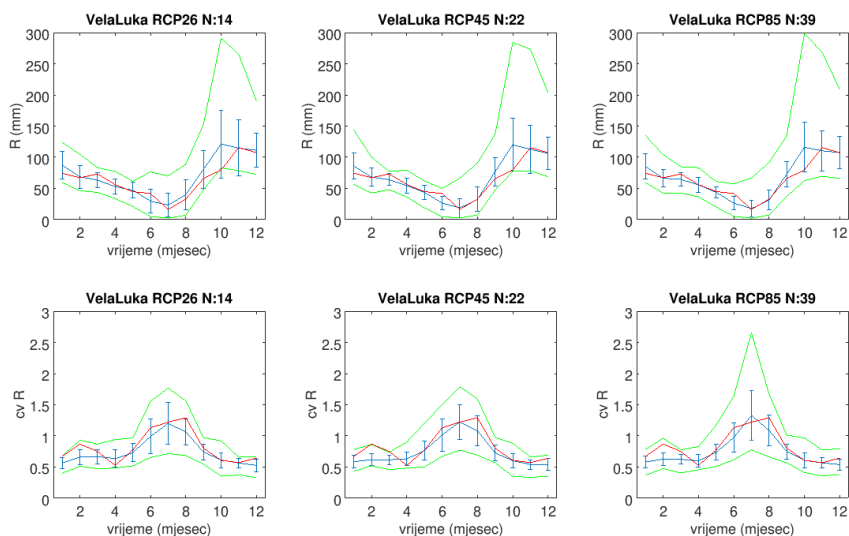 VelaLuka RCP26 N:14
VelaLuka RCP45 N:22
VelaLuka RCP85 N:39
300
250
200
150
100
50
0
R (mm)
2 4 6 8 10 12
vrijeme (mjesec)
300
250
200
150
100
50
0
R (mm)
2 4 6 8 10 12
vrijeme (mjesec)
300
250
200
150
100
50
0
R (mm)
2 4 6 8 10 12
vrijeme (mjesec)
VelaLuka RCP26 N:14
VelaLuka RCP45 N:22
VelaLuka RCP85 N:39
3
2.5
2
1.5
1
0.5
0
cv R
2 4 6 8 10 12
vrijeme (mjesec)
3
2.5
2
1.5
1
0.5
0
cv R
2 4 6 8 10 12
vrijeme (mjesec)
3
2.5
2
1.5
1
0.5
0
cv R
2 4 6 8 10 12
vrijeme (mjesec)